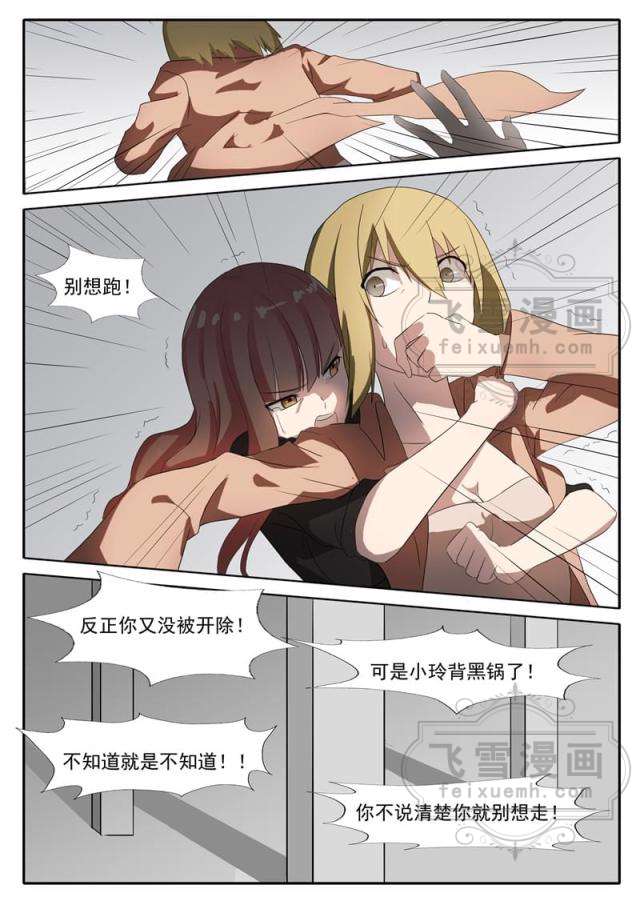 别想跑！
飞雪漫画
feixuemh.com
反正你又没被开除！
可是小玲背黑锅了！
不知道就是不知道！！
飞雪漫画
feixuemh.com
你不说清楚你就别想走！